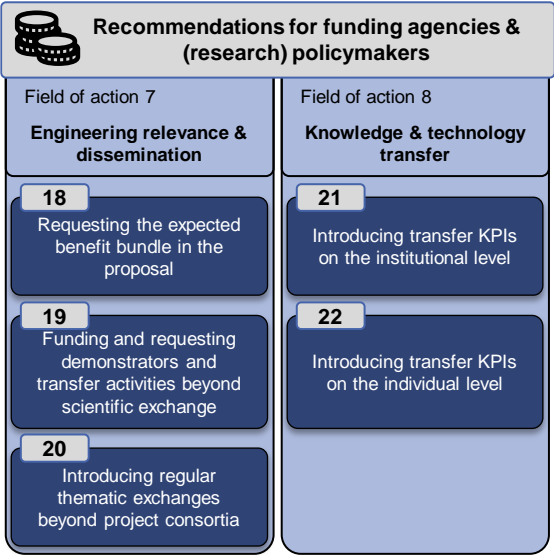 Recommendations for funding agencies &
(research) policymakers
Field of action 7
Engineering relevance &
dissemination
18
Requesting the expected
benefit bundle in the
proposal
19
Funding and requesting
demonstrators and
transfer activities beyond
scientific exchange
20
Introducing regular
thematic exchanges
beyond project consortia
Field of action 8
Knowledge & technology
transfer
21
Introducing transfer KPIs
on the institutional level
22
Introducing transfer KPIs
on the individual level